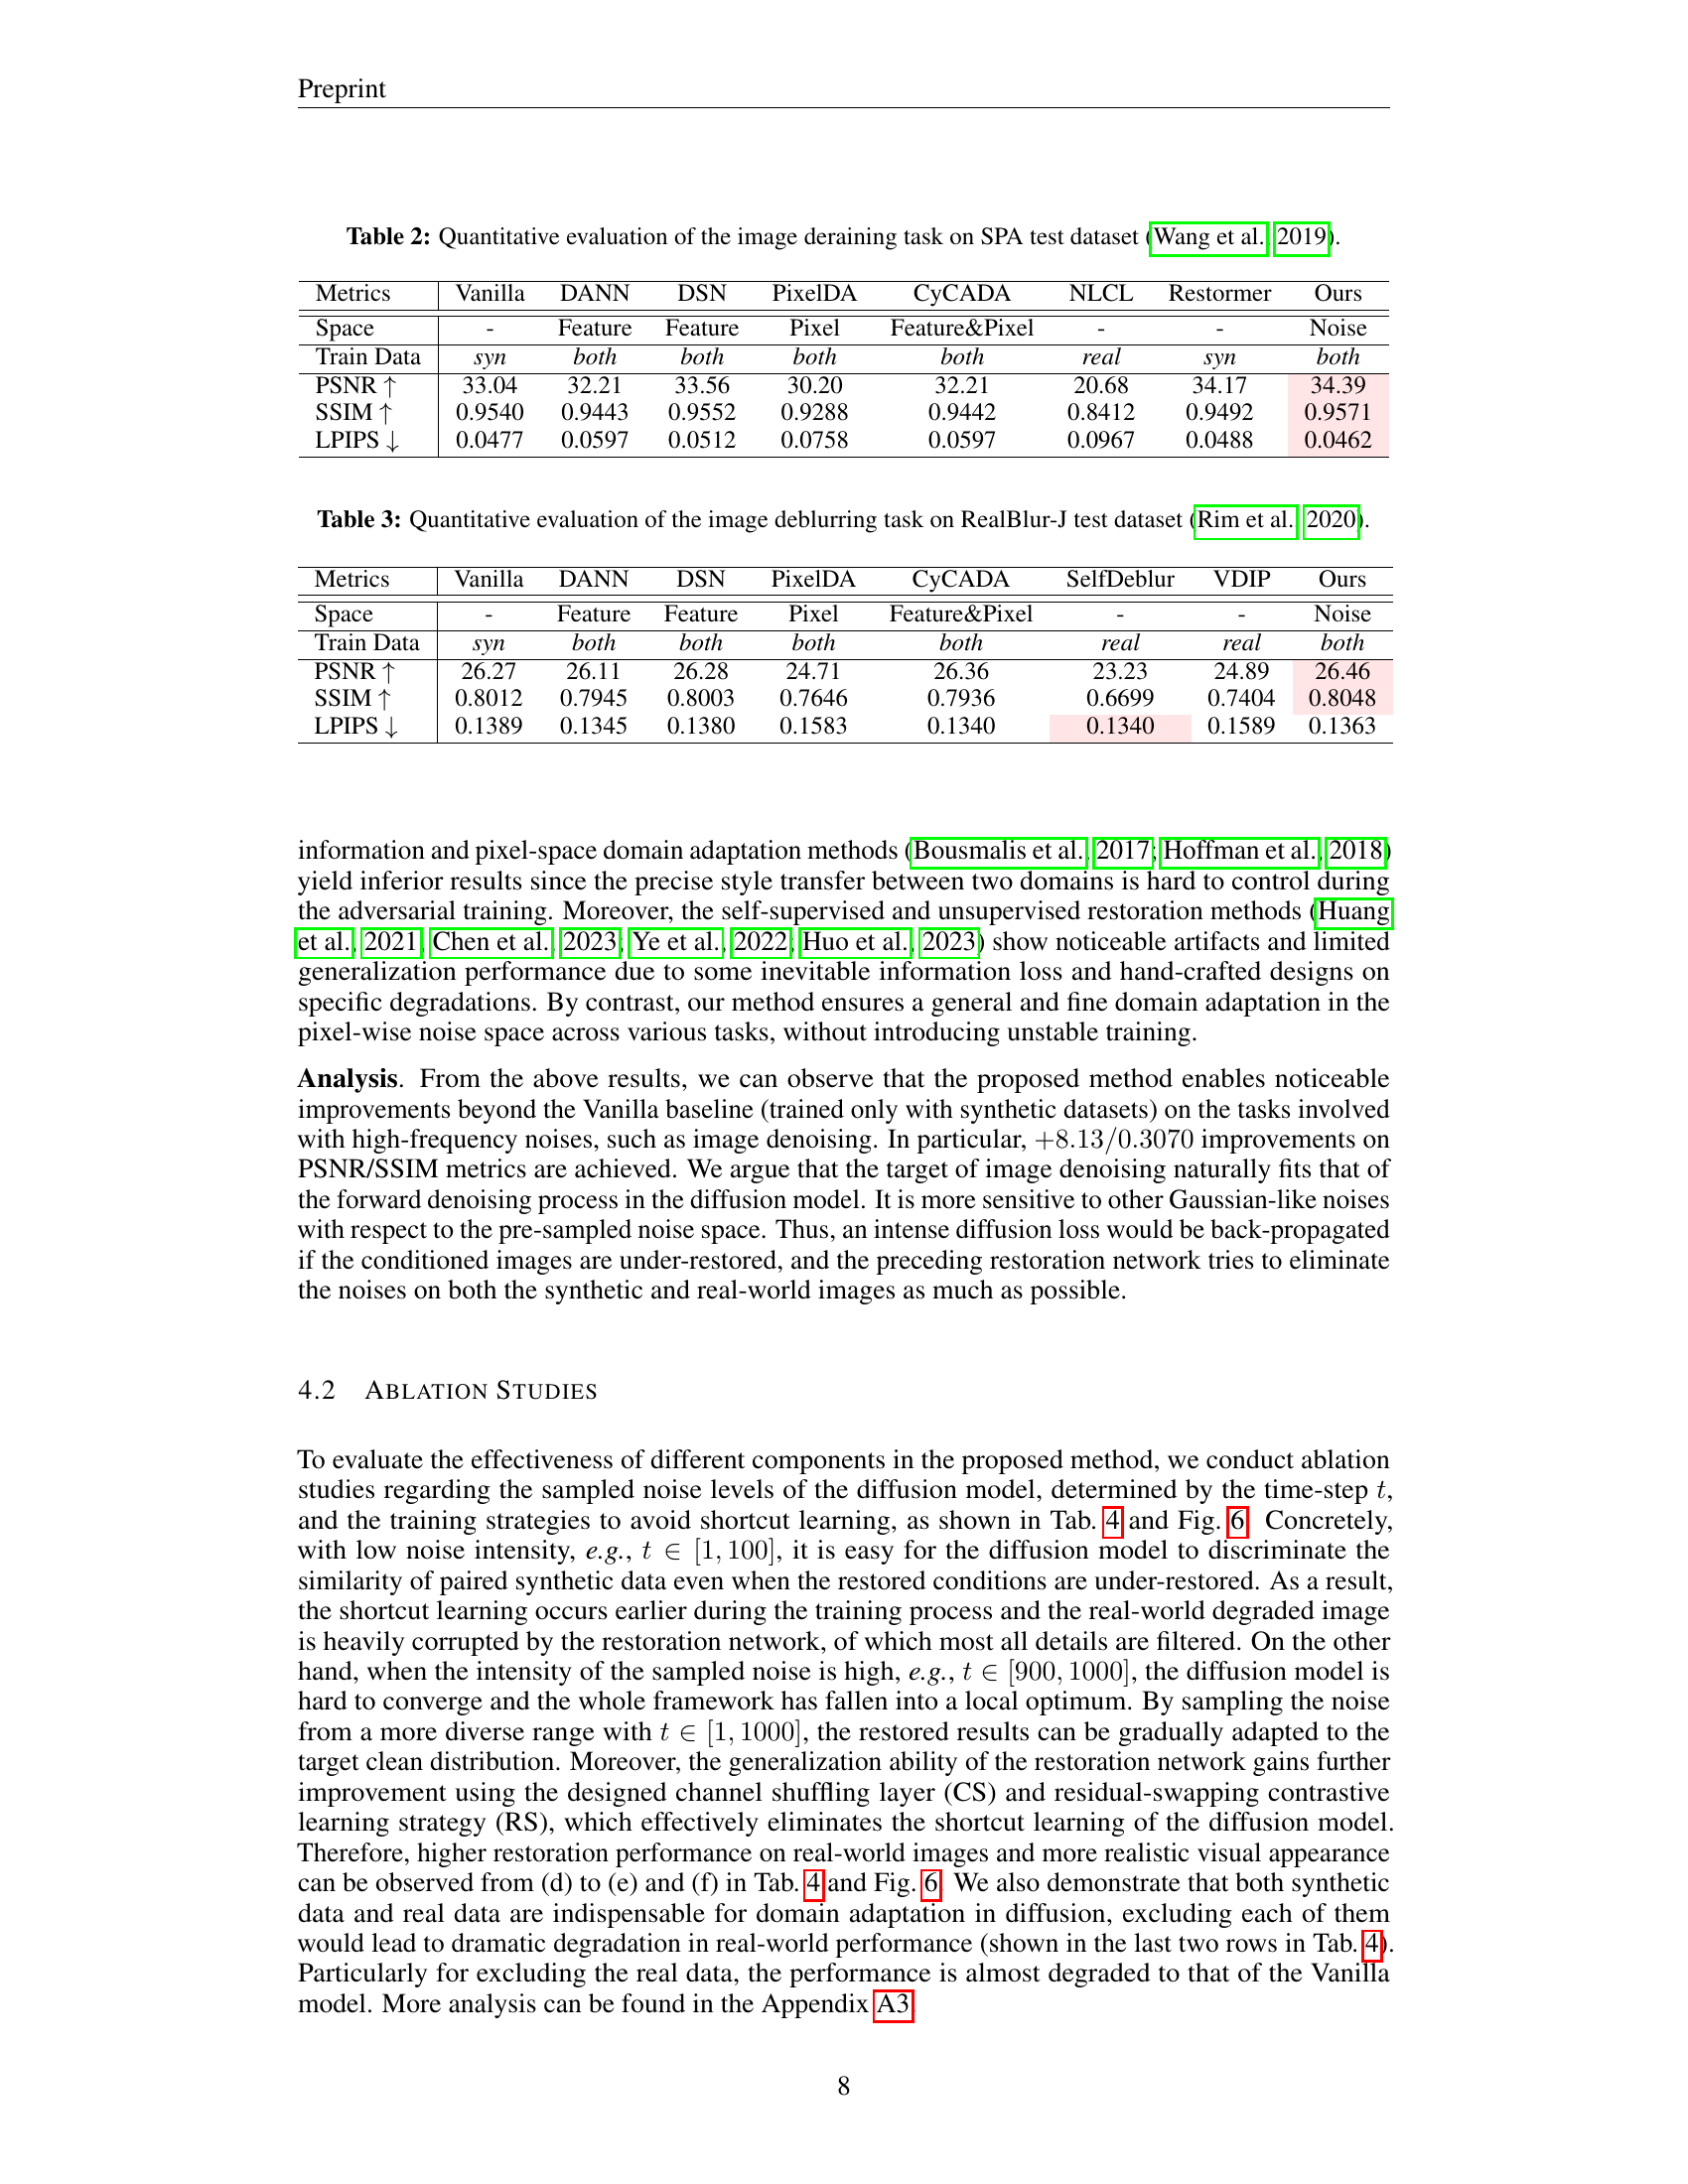 Preprint
Table 2: Quantitative evaluation of the image deraining task on SPA test dataset (Wang et al., 2019).
Metrics Vanilla DANN DSN PixelDA CyCADA NLCL Restormer Ours
Space - Feature Feature Pixel Feature&Pixel - - Noise
Train Data syn both both both both real syn both
PSNR ↑ 33.04 32.21 33.56 30.20 32.21 20.68 34.17 34.39
SSIM ↑ 0.9540 0.9443 0.9552 0.9288 0.9442 0.8412 0.9492 0.9571
LPIPS ↓ 0.0477 0.0597 0.0512 0.0758 0.0597 0.0967 0.0488 0.0462
Table 3: Quantitative evaluation of the image deblurring task on RealBlur-J test dataset (Rim et al., 2020).
Metrics Vanilla DANN DSN PixelDA CyCADA SelfDeblur VDIP Ours
Space - Feature Feature Pixel Feature&Pixel - - Noise
Train Data syn both both both both real real both
PSNR ↑ 26.27 26.11 26.28 24.71 26.36 23.23 24.89 26.46
SSIM ↑ 0.8012 0.7945 0.8003 0.7646 0.7936 0.6699 0.7404 0.8048
LPIPS ↓ 0.1389 0.1345 0.1380 0.1583 0.1340 0.1340 0.1589 0.1363
information and pixel-space domain adaptation methods (Bousmalis et al., 2017; Hoffman et al., 2018)
yield inferior results since the precise style transfer between two domains is hard to control during
the adversarial training. Moreover, the self-supervised and unsupervised restoration methods (Huang
et al., 2021; Chen et al., 2023; Ye et al., 2022; Huo et al., 2023) show noticeable artifacts and limited
generalization performance due to some inevitable information loss and hand-crafted designs on
specific degradations. By contrast, our method ensures a general and fine domain adaptation in the
pixel-wise noise space across various tasks, without introducing unstable training.
Analysis. From the above results, we can observe that the proposed method enables noticeable
improvements beyond the Vanilla baseline (trained only with synthetic datasets) on the tasks involved
with high-frequency noises, such as image denoising. In particular, +8.13/0.3070 improvements on
PSNR/SSIM metrics are achieved. We argue that the target of image denoising naturally fits that of
the forward denoising process in the diffusion model. It is more sensitive to other Gaussian-like noises
with respect to the pre-sampled noise space. Thus, an intense diffusion loss would be back-propagated
if the conditioned images are under-restored, and the preceding restoration network tries to eliminate
the noises on both the synthetic and real-world images as much as possible.
4.2 ABLATION STUDIES
To evaluate the effectiveness of different components in the proposed method, we conduct ablation
studies regarding the sampled noise levels of the diffusion model, determined by the time-step t,
and the training strategies to avoid shortcut learning, as shown in Tab. 4 and Fig. 6. Concretely,
with low noise intensity, e.g., t ∈ [1, 100], it is easy for the diffusion model to discriminate the
similarity of paired synthetic data even when the restored conditions are under-restored. As a result,
the shortcut learning occurs earlier during the training process and the real-world degraded image
is heavily corrupted by the restoration network, of which most all details are filtered. On the other
hand, when the intensity of the sampled noise is high, e.g., t ∈ [900, 1000], the diffusion model is
hard to converge and the whole framework has fallen into a local optimum. By sampling the noise
from a more diverse range with t ∈ [1, 1000], the restored results can be gradually adapted to the
target clean distribution. Moreover, the generalization ability of the restoration network gains further
improvement using the designed channel shuffling layer (CS) and residual-swapping contrastive
learning strategy (RS), which effectively eliminates the shortcut learning of the diffusion model.
Therefore, higher restoration performance on real-world images and more realistic visual appearance
can be observed from (d) to (e) and (f) in Tab. 4 and Fig. 6. We also demonstrate that both synthetic
data and real data are indispensable for domain adaptation in diffusion, excluding each of them
would lead to dramatic degradation in real-world performance (shown in the last two rows in Tab. 4).
Particularly for excluding the real data, the performance is almost degraded to that of the Vanilla
model. More analysis can be found in the Appendix A3.
8